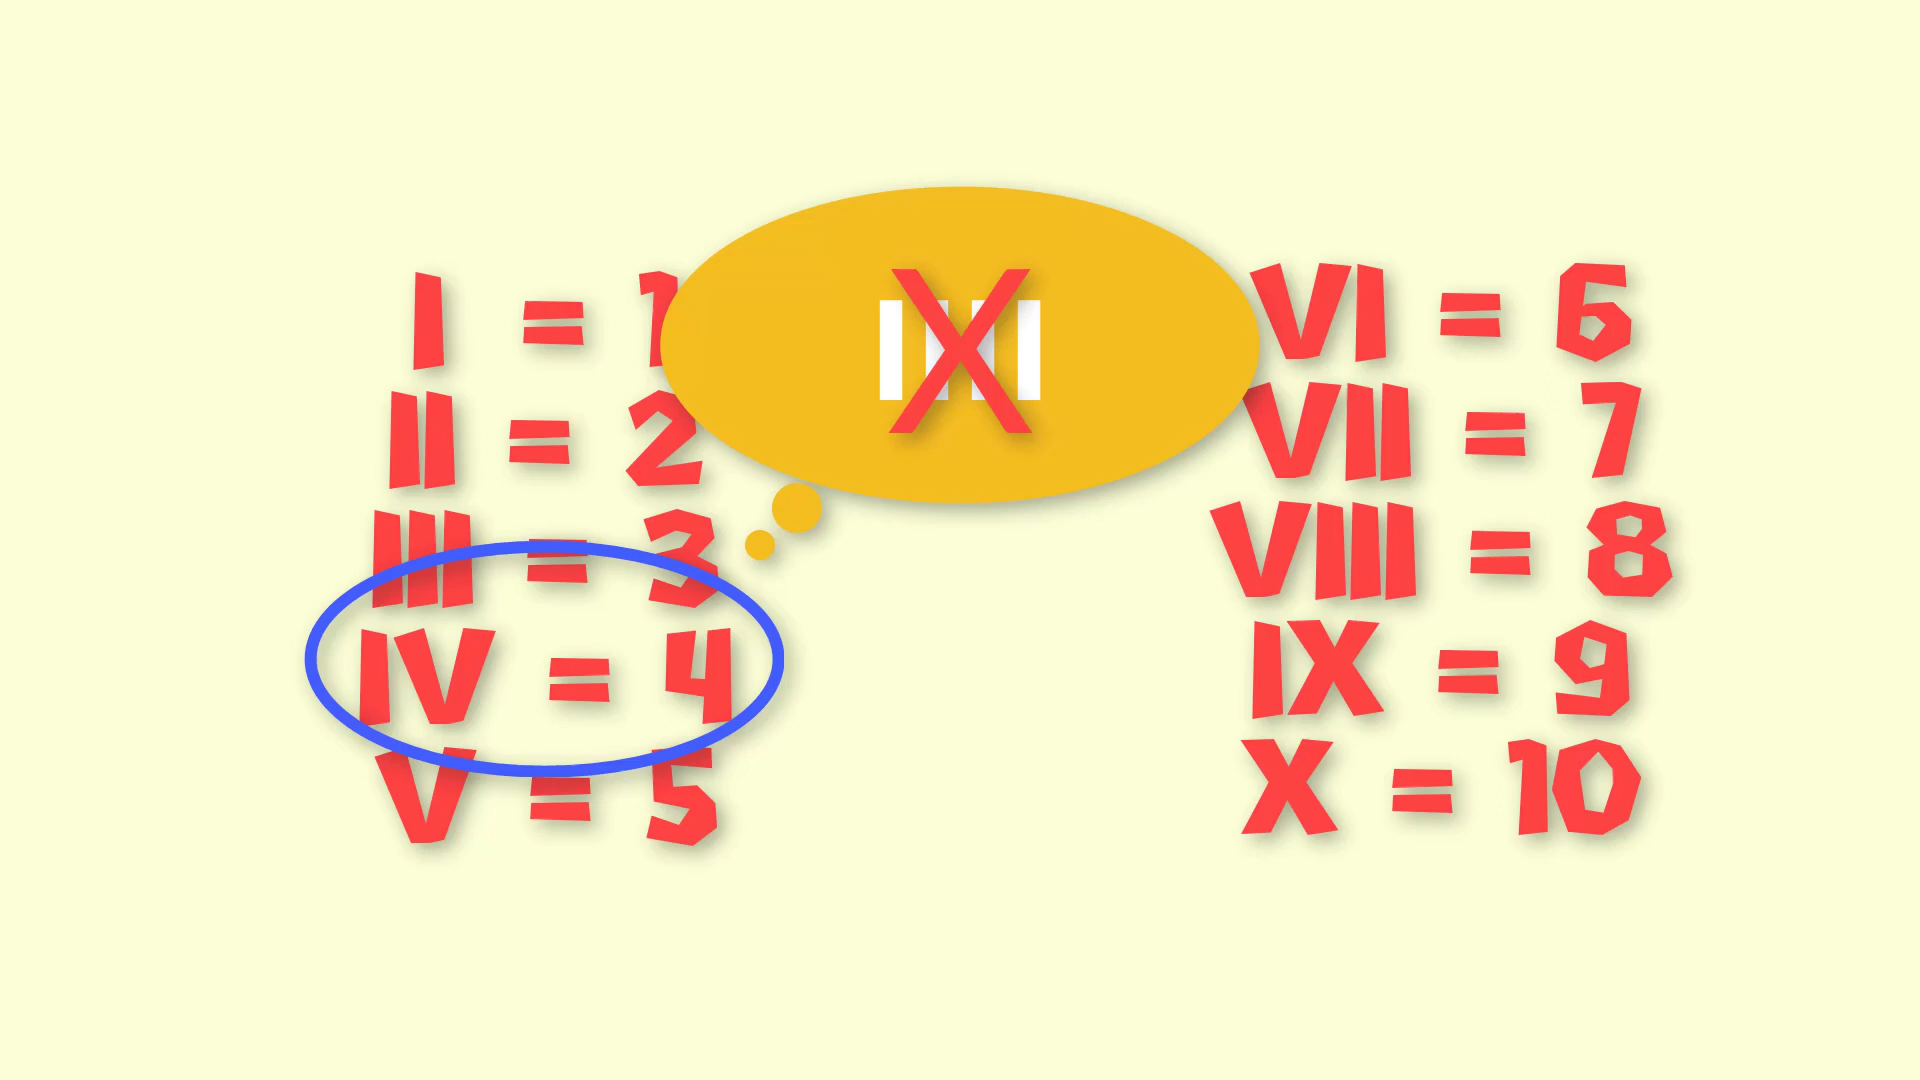 I = 1
II = 2
III = 3
IV = 4
V = 5
IIII
X
VI = 6
VII = 7
VIII = 8
IX = 9
X = 10